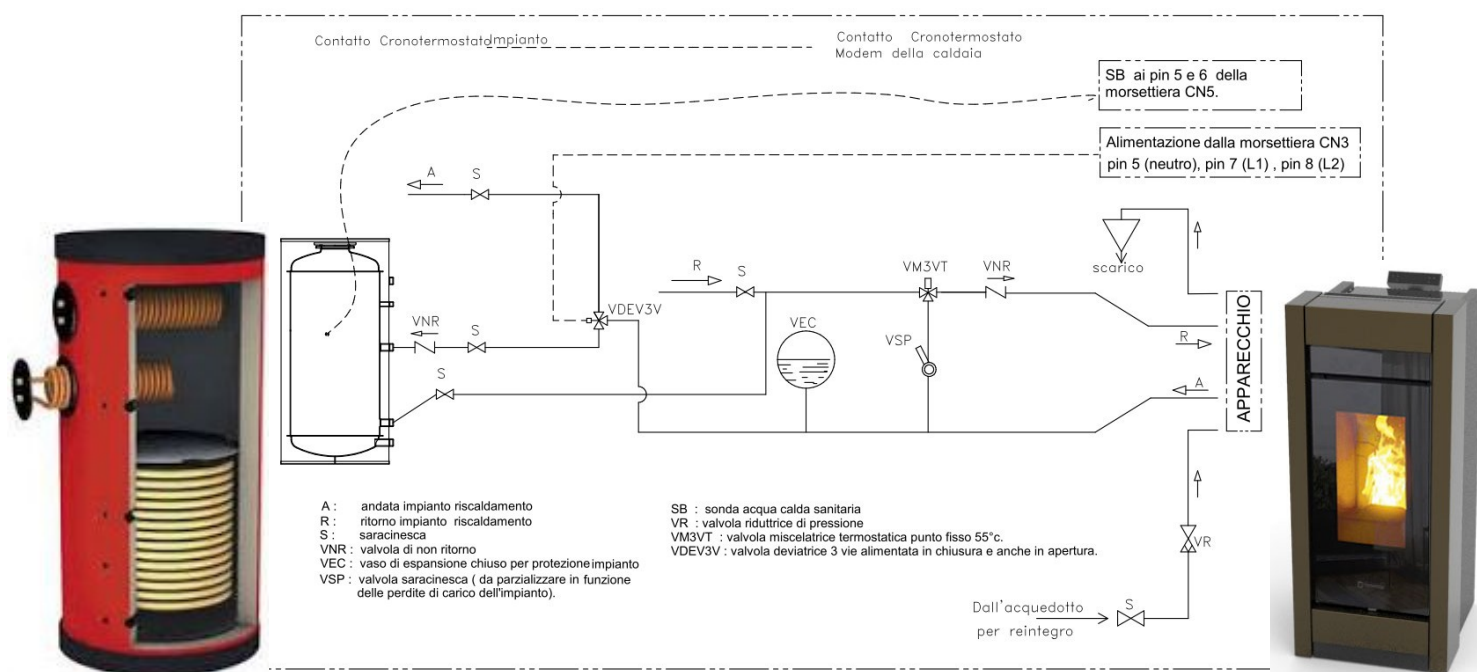 Contatto Cronotermostato Impianto
Contatto Cronotermostato
Modem della caldaia
SB ai pin 5 e 6 della
morsettiera CN5.
Alimentazione dalla morsettiera CN3
pin 5 (neutro), pin 7 (L1) , pin 8 (L2)
A
S
R
S
VM3VT
VNR
scarico
VDEV3V
VNR
S
VEC
VSP
R
S
A
APPARECCHIO
VR
Dall'acquedotto
per reintegro
S
A : andata impianto riscaldamento
R : ritorno impianto riscaldamento
S : saracinesca
VNR : valvola di non ritorno
VEC : vaso di espansione chiuso per protezione impianto
VSP : valvola saracinesca ( da parzializzare in funzione
delle perdite di carico dell'impianto).
SB : sonda acqua calda sanitaria
VR : valvola riduttrice di pressione
VM3VT : valvola miscelatrice termostatica punto fisso 55°c.
VDEV3V : valvola deviatrice 3 vie alimentata in chiusura e anche in apertura.